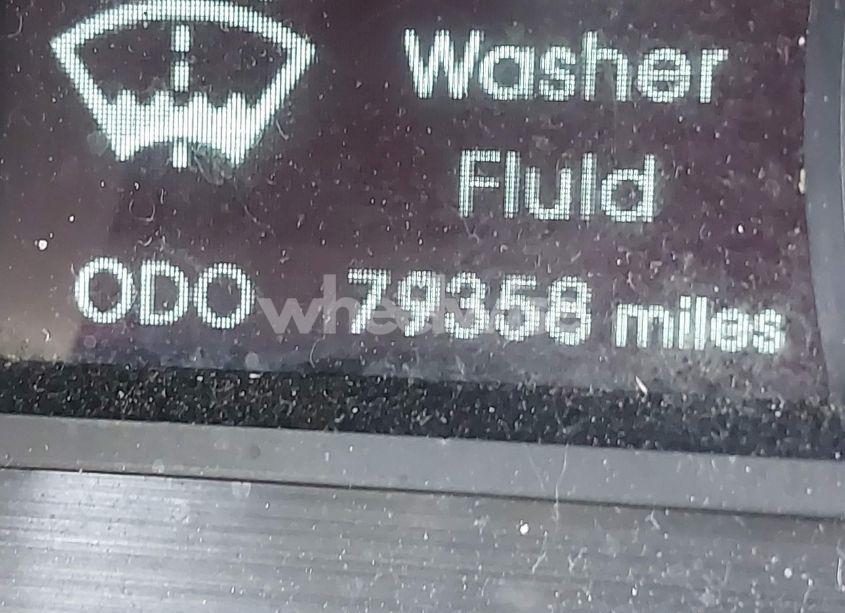 Washer
Fluid
ODO 79358 miles